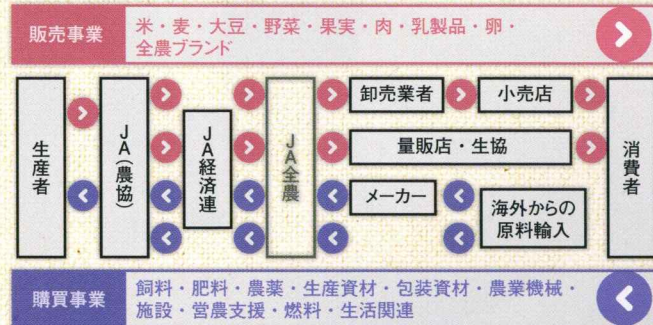 販売事業
米・麦・大豆・野菜・果実・肉・乳製品・卵・
全農ブランド
生産者
JA(農協)
JA経済連
JA全農
卸売業者
小売店
量販店・生協
メーカー
海外からの
原料輸入
消費者
購買事業
飼料・肥料・農薬・生産資材・包装資材・農業機械・
施設・営農支援・燃料・生活関連